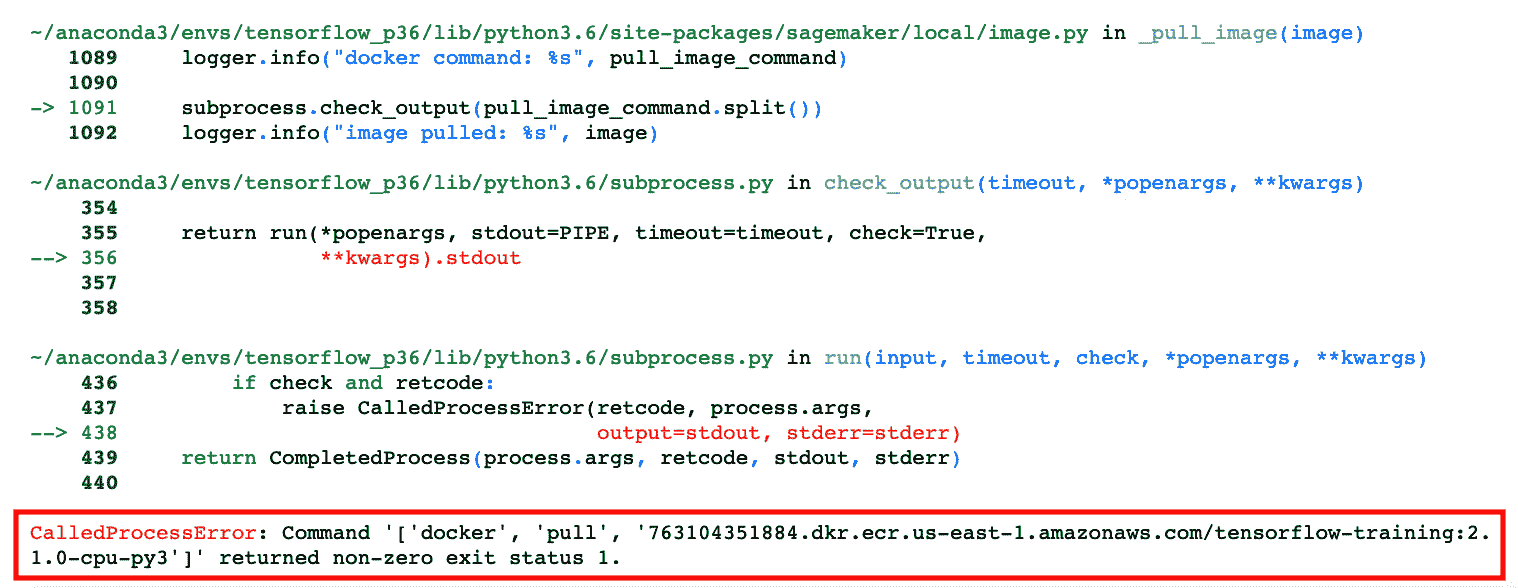 ~/anaconda3/envs/tensorflow_p36/lib/python3.6/site-packages/sagemaker/local/image.py in _pull_image(image)
   1089     logger.info("docker command: %s", pull_image_command)
   1090
-> 1091     subprocess.check_output(pull_image_command.split())
   1092     logger.info("image pulled: %s", image)
~/anaconda3/envs/tensorflow_p36/lib/python3.6/subprocess.py in check_output(timeout, *popenargs, **kwargs)
    354
    355     return run(*popenargs, stdout=PIPE, timeout=timeout, check=True,
--> 356                **kwargs).stdout
    357
    358
~/anaconda3/envs/tensorflow_p36/lib/python3.6/subprocess.py in run(input, timeout, check, *popenargs, **kwargs)
    436         if check and retcode:
    437             raise CalledProcessError(retcode, process.args,
--> 438                                      output=stdout, stderr=stderr)
    439     return CompletedProcess(process.args, retcode, stdout, stderr)
    440
CalledProcessError: Command '['docker', 'pull', '763104351884.dkr.ecr.us-east-1.amazonaws.com/tensorflow-training:2.
1.0-cpu-py3']' returned non-zero exit status 1.